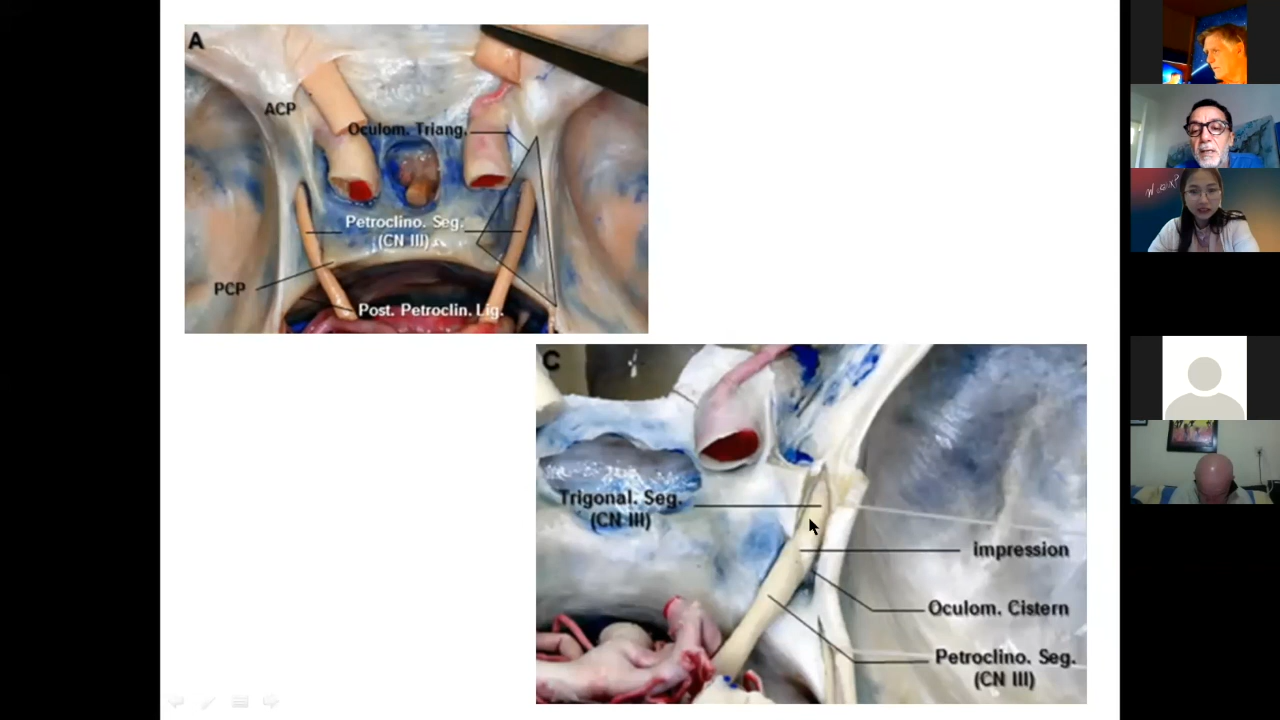 A
ACP
Oculom. Triang.
Petroclino. Seg.
(CN III)
PCP
Post. Petroclin. Lig.
C
Trigonal. Seg.
(CN III)
impression
Oculom. Cistern
Petroclino. Seg.
(CN III)